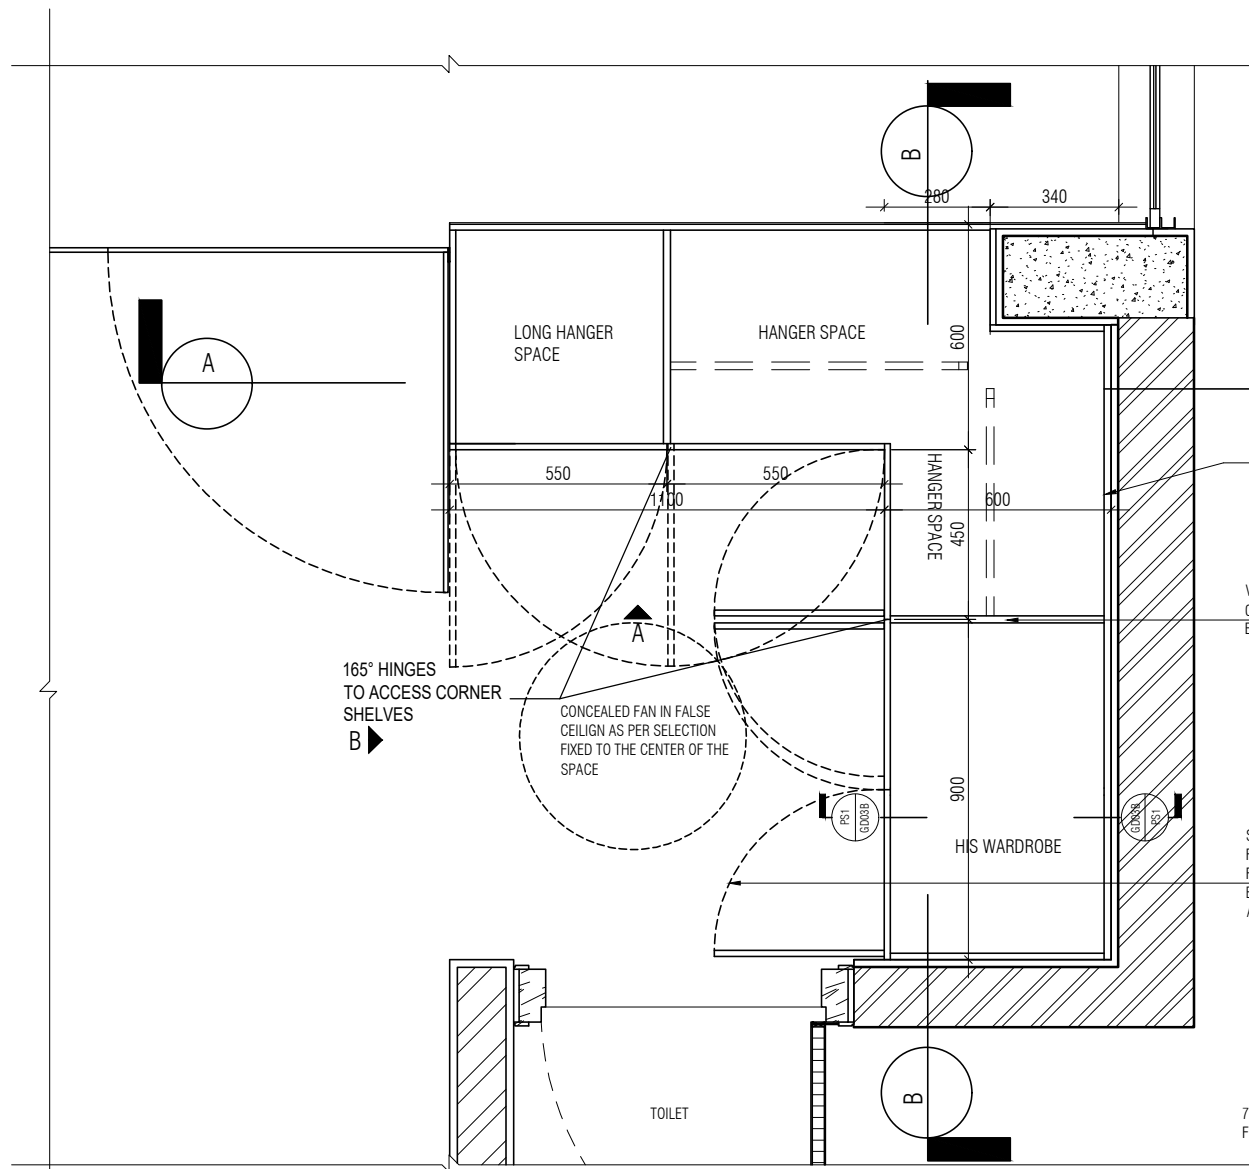 B
280
340
LONG HANGER
SPACE
HANGER SPACE
600
A
HANGER SPACE
550
550
1100
600
450
A
165° HINGES
TO ACCESS CORNER
SHELVES
B
CONCEALED FAN IN FALSE
CEILIGN AS PER SELECTION
FIXED TO THE CENTER OF THE
SPACE
900
PS1
GD03B
GD03B
PS1
HIS WARDROBE
TOILET
B
7
F